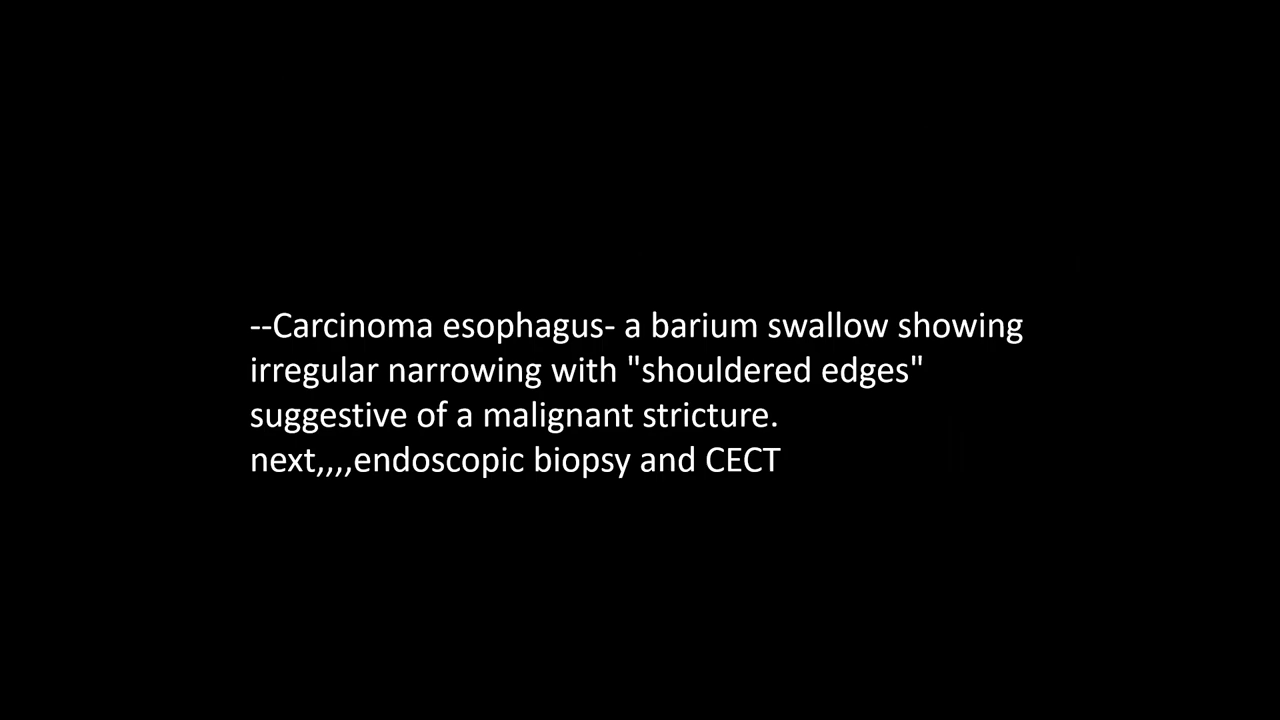 --Carcinoma esophagus- a barium swallow showing
irregular narrowing with "shouldered edges"
suggestive of a malignant stricture.
next,,,,endoscopic biopsy and CECT